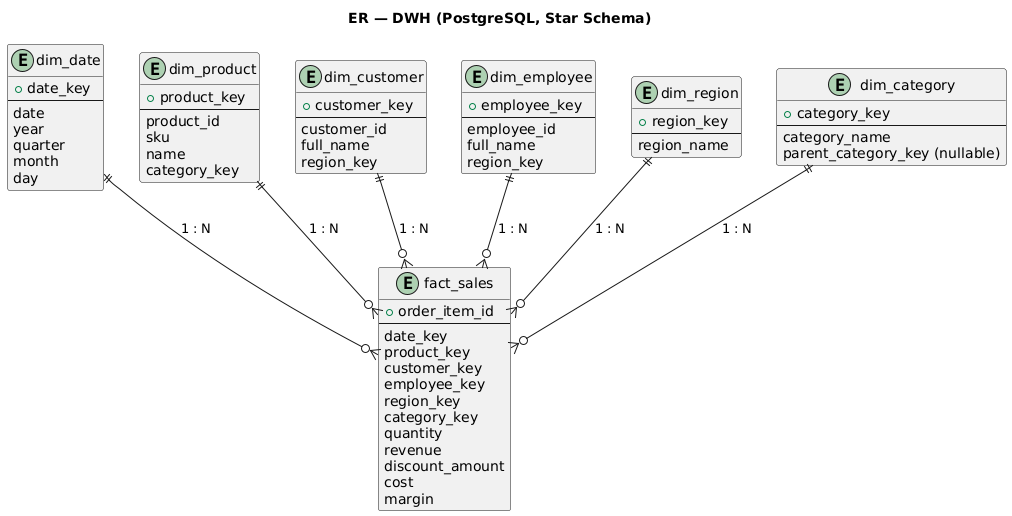 ER — DWH (PostgreSQL, Star Schema)
E dim_date
date_key
date
year
quarter
month
day
E dim_product
product_key
product_id
sku
name
category_key
E dim_customer
customer_key
customer_id
full_name
region_key
E dim_employee
employee_key
employee_id
full_name
region_key
E dim_region
region_key
region_name
E dim_category
category_key
category_name
parent_category_key (nullable)
1 : N
1 : N
1 : N
1 : N
1 : N
1 : N
E fact_sales
order_item_id
date_key
product_key
customer_key
employee_key
region_key
category_key
quantity
revenue
discount_amount
cost
margin